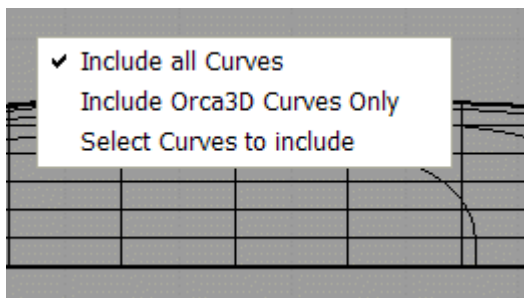 Include all Curves
Include Orca3D Curves Only
Select Curves to include